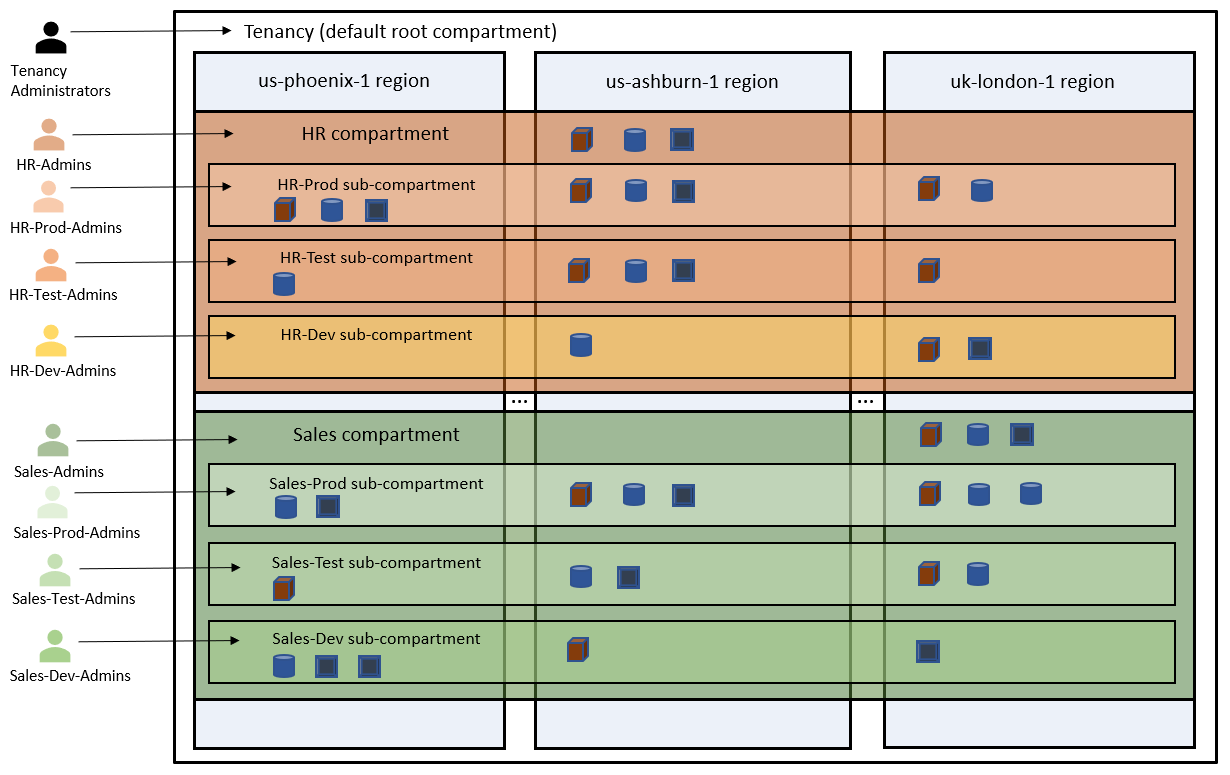 Tenancy (default root compartment)
Tenancy
Administrators
us-phoenix-1 region
us-ashburn-1 region
uk-london-1 region
HR compartment
HR-Admins
HR-Prod sub-compartment
HR-Prod-Admins
HR-Test sub-compartment
HR-Test-Admins
HR-Dev sub-compartment
HR-Dev-Admins
...
...
Sales compartment
Sales-Admins
Sales-Prod sub-compartment
Sales-Prod-Admins
Sales-Test sub-compartment
Sales-Test-Admins
Sales-Dev sub-compartment
Sales-Dev-Admins